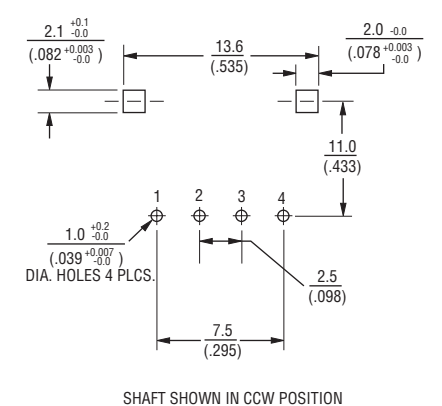 2.1 +0.1 -0.0
(.082 +0.003 -0.0 )
13.6
(.535)
2.0 -0.0
(.078 +0.003 -0.0 )
11.0
(.433)
1 2 3 4
1.0 +0.2 -0.0
(.039 +0.007 -0.0 )
DIA. HOLES 4 PLCS.
2.5
(.098)
7.5
(.295)
SHAFT SHOWN IN CCW POSITION